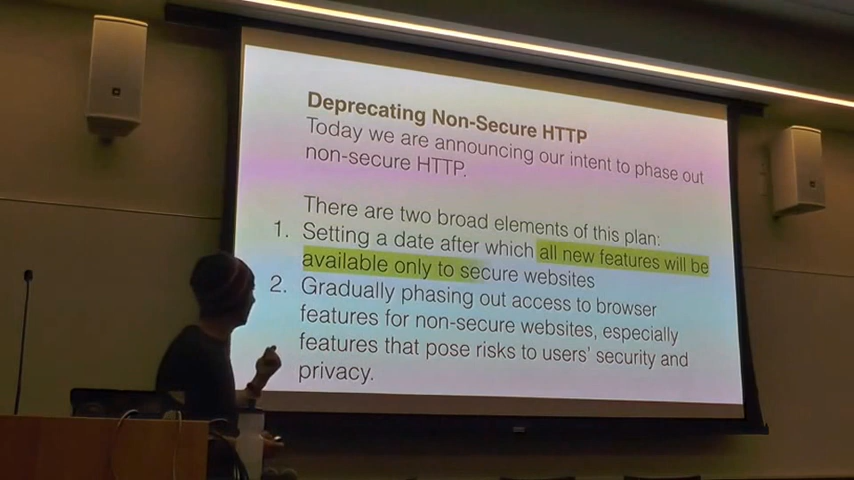 Deprecating Non-Secure HTTP
Today we are announcing our intent to phase out
non-secure HTTP.
There are two broad elements of this plan:
1. Setting a date after which all new features will be
available only to secure websites
2. Gradually phasing out access to browser
features for non-secure websites, especially
features that pose risks to users' security and
privacy.